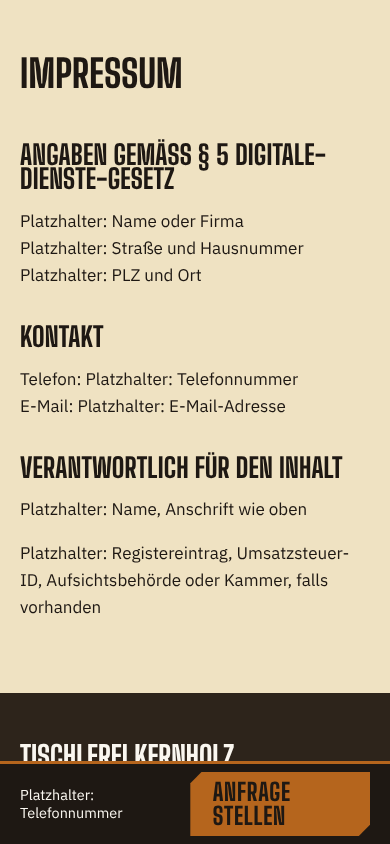 IMPRESSUM
ANGABEN GEMÄSS § 5 DIGITALE-
DIENSTE-GESETZ
Platzhalter: Name oder Firma
Platzhalter: Straße und Hausnummer
Platzhalter: PLZ und Ort
KONTAKT
Telefon: Platzhalter: Telefonnummer
E-Mail: Platzhalter: E-Mail-Adresse
VERANTWORTLICH FÜR DEN INHALT
Platzhalter: Name, Anschrift wie oben
Platzhalter: Registereintrag, Umsatzsteuer-
ID, Aufsichtsbehörde oder Kammer, falls
vorhanden
TISCHLEREI KERNHOLZ
Platzhalter:
Telefonnummer
ANFRAGE
STELLEN